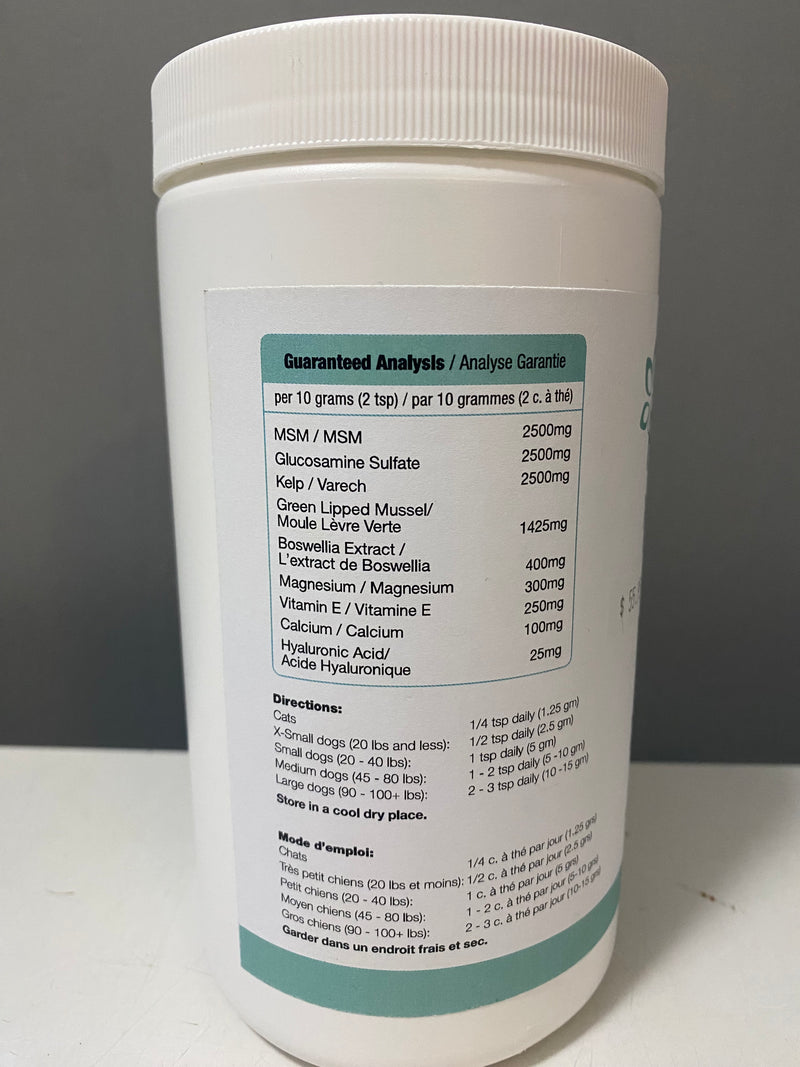 Guaranteed Analysis / Analyse Garantie
per 10 grams (2 tsp) / par 10 grammes (2 c. à thé)
MSM / MSM 2500mg
Glucosamine Sulfate 2500mg
Kelp / Varech 2500mg
Green Lipped Mussel/
Moule Lèvre Verte 1425mg
Boswellia Extract /
L'extract de Boswellia 400mg
Magnesium / Magnesium 300mg
Vitamin E / Vitamine E 250mg
Calcium / Calcium 100mg
Hyaluronic Acid/
Acide Hyaluronique 25mg
Directions:
Cats 1/4 tsp daily (1.25 gm)
X-Small dogs (20 lbs and less): 1/2 tsp daily (2.5 gm)
Small dogs (20 - 40 lbs): 1 tsp daily (5 gm)
Medium dogs (45 - 80 lbs): 1 - 2 tsp daily (5 -10 gm)
Large dogs (90 - 100+ lbs): 2 - 3 tsp daily (10 -15 gm)
Store in a cool dry place.
Mode d'emploi:
Chats 1/4 c. à thé par jour (1.25 grs)
Très petit chiens (20 lbs et moins): 1/2 c. à thé par jour (2.5 grs)
Petit chiens (20 - 40 lbs): 1 c. à thé par jour (5 grs)
Moyen chiens (45 - 80 lbs): 1 - 2 c. à thé par jour (5-10 grs)
Gros chiens (90 - 100+ lbs): 2 - 3 c. à thé par jour (10-15 grs)
Garder dans un endroit frais et sec.
$